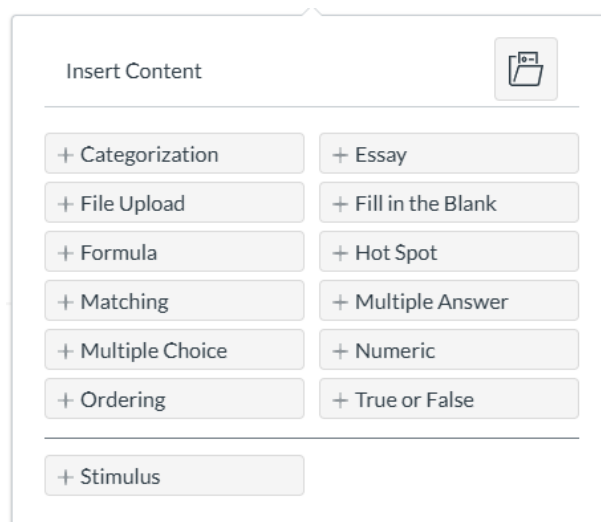 Insert Content
+ Categorization
+ Essay
+ File Upload
+ Fill in the Blank
+ Formula
+ Hot Spot
+ Matching
+ Multiple Answer
+ Multiple Choice
+ Numeric
+ Ordering
+ True or False
+ Stimulus